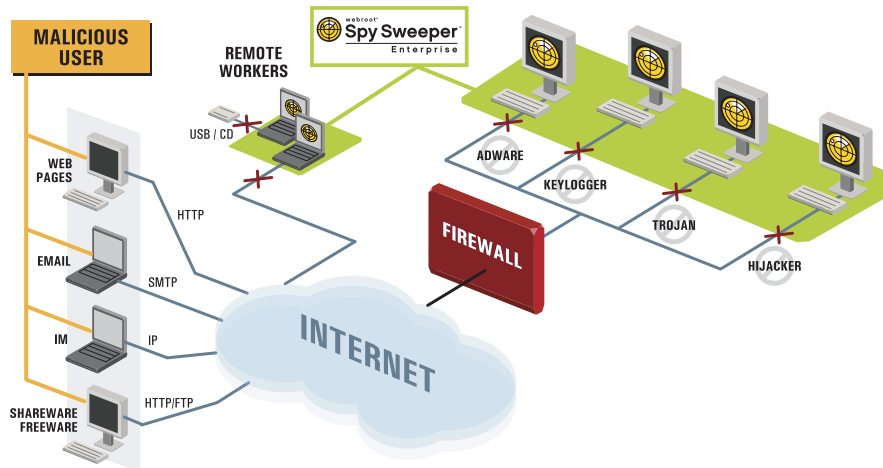 MALICIOUS
USER
webroot®
Spy Sweeper™
Enterprise
REMOTE
WORKERS
USB / CD
WEB
PAGES
HTTP
EMAIL
SMTP
IM
IP
SHAREWARE
FREEWARE
HTTP/FTP
INTERNET
FIREWALL
ADWARE
KEYLOGGER
TROJAN
HIJACKER